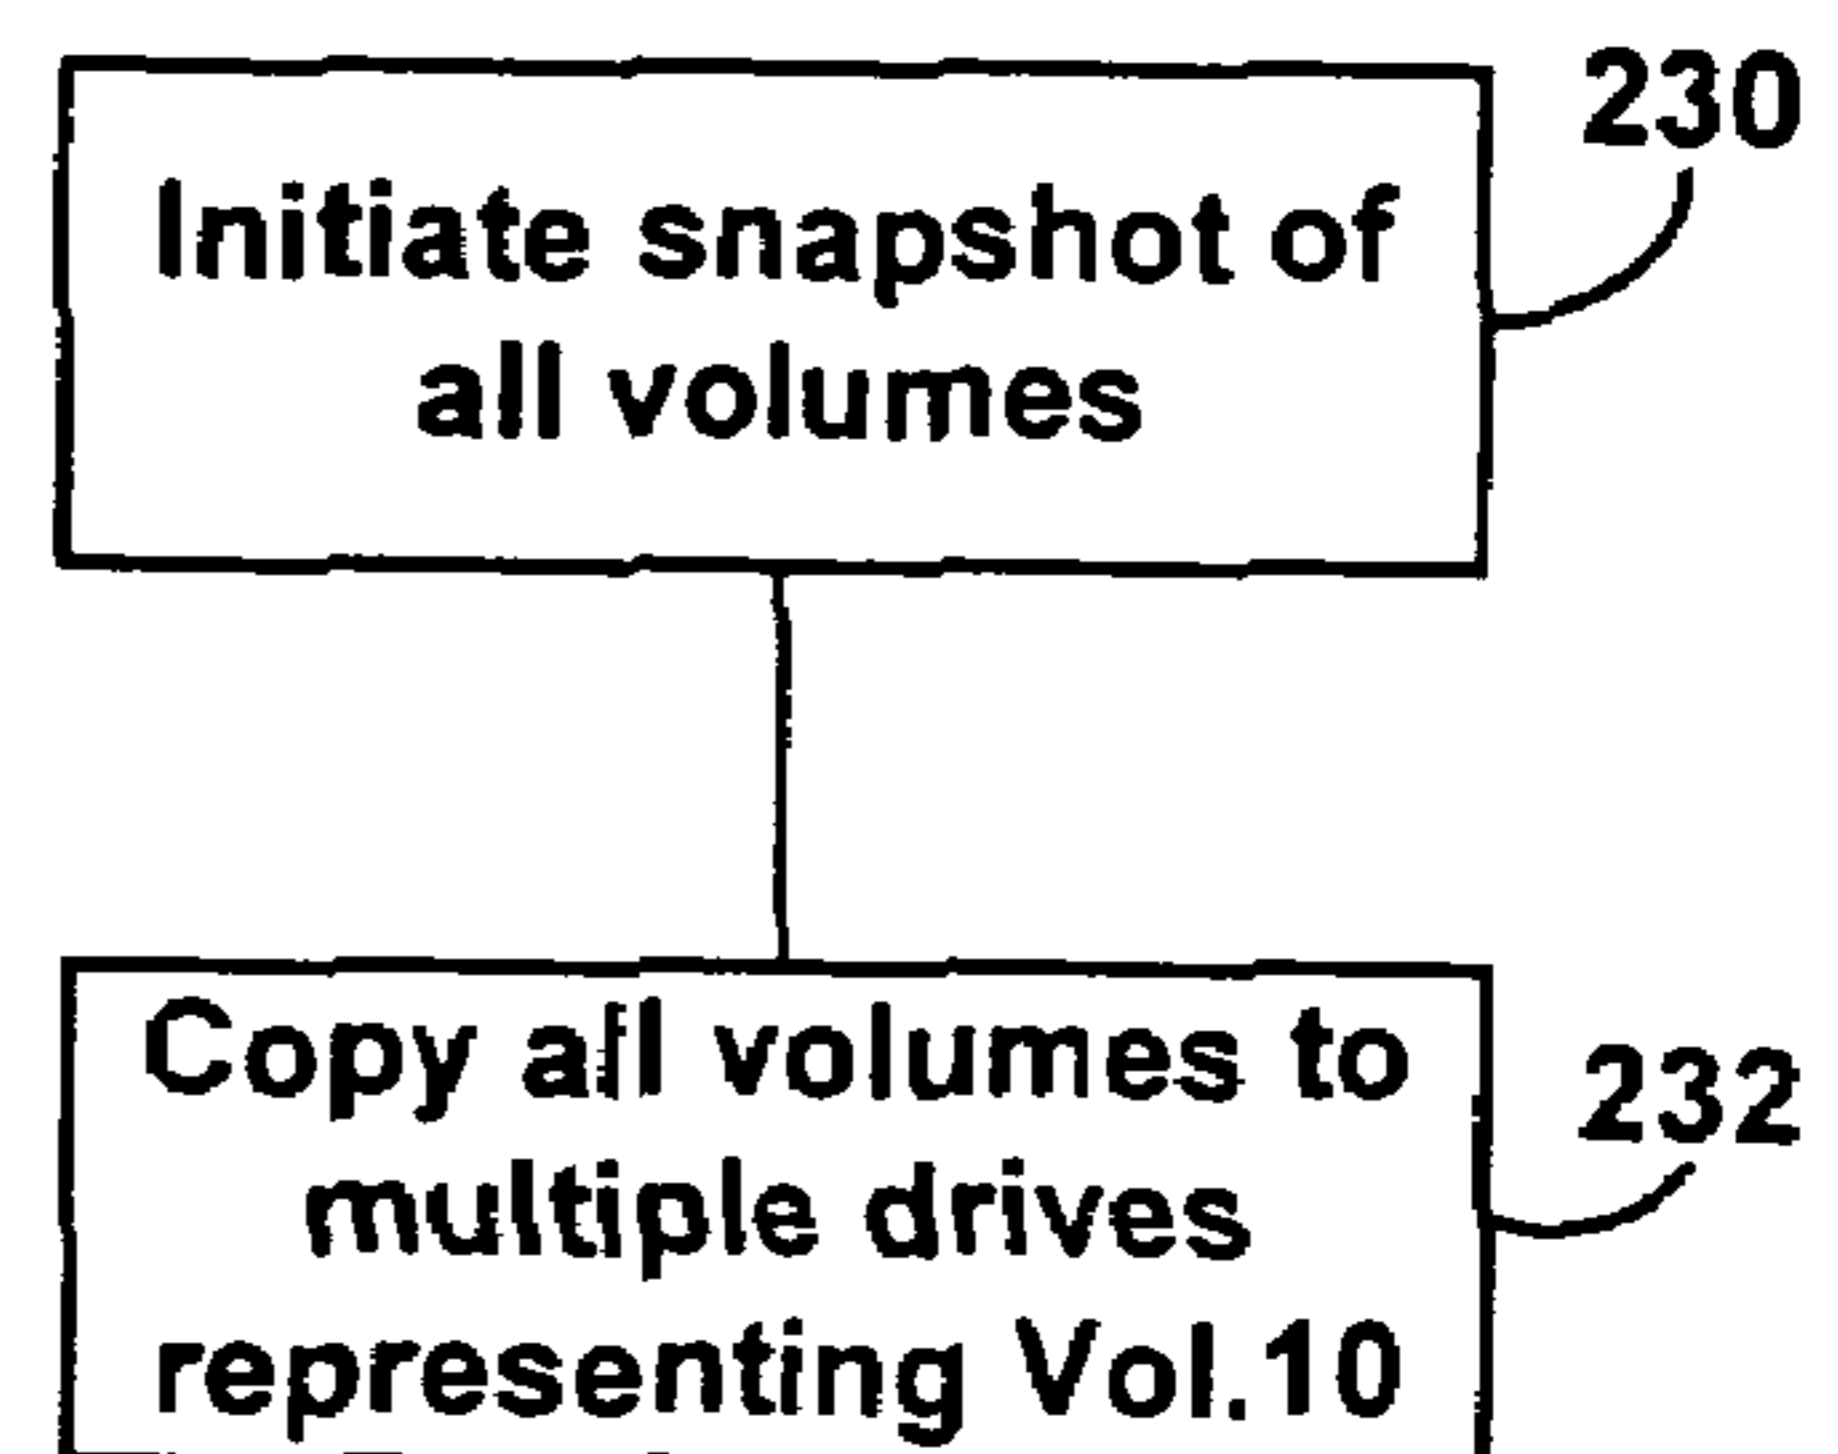 230
Initiate snapshot of
all volumes
Copy all volumes to
232
multiple drives
representing Vol.10